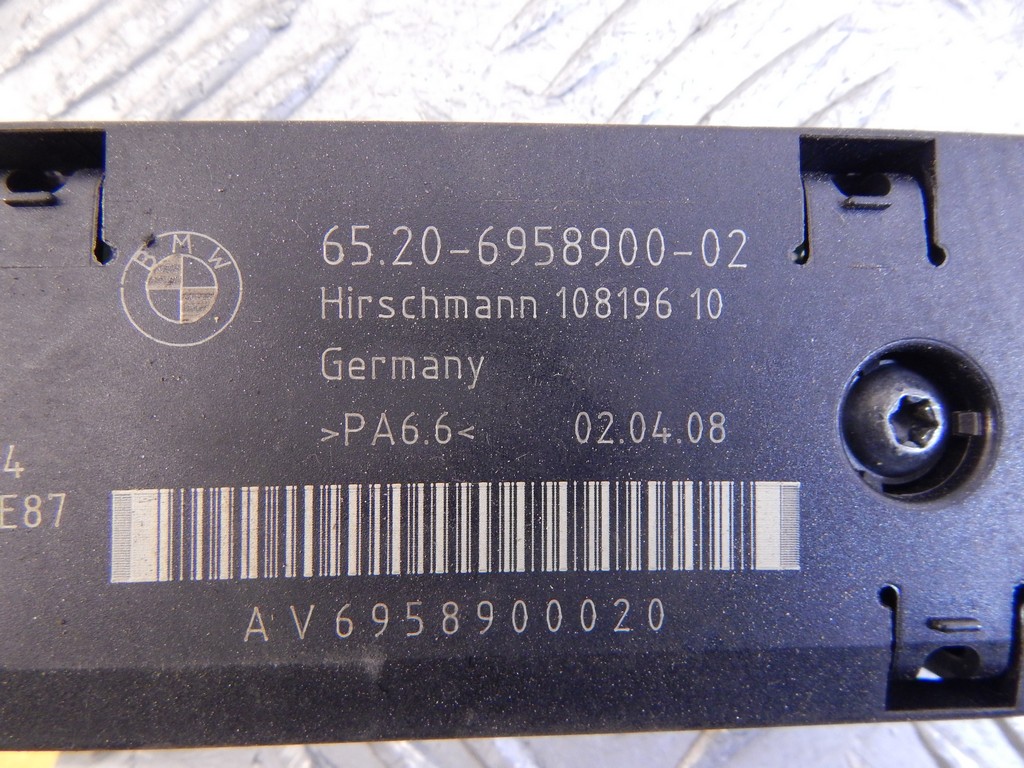 BMW
65.20-6958900-02
Hirschmann 108196 10
Germany
>PA6.6< 02.04.08
4
E87
AV6958900020